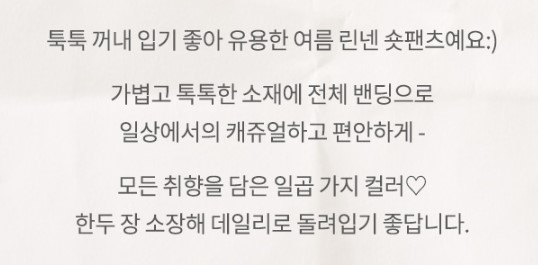 툭툭 꺼내 입기 좋아 유용한 여름 린넨 숏팬츠예요:)
가볍고 톡톡한 소재에 전체 밴딩으로
일상에서의 캐쥬얼하고 편안하게 -
모든 취향을 담은 일곱 가지 컬러♡
한두 장 소장해 데일리로 돌려입기 좋답니다.